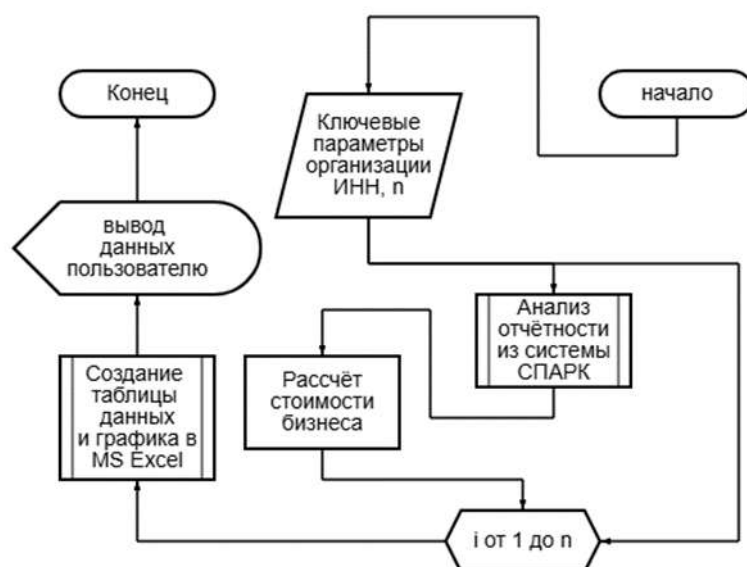 начало
Ключевые
параметры
организации
ИНН, n
Анализ
отчётности
из системы
СПАРК
Рассчёт
стоимости
бизнеса
i от 1 до n
Создание
таблицы
данных
и графика в
MS Excel
вывод
данных
пользователю
Конец